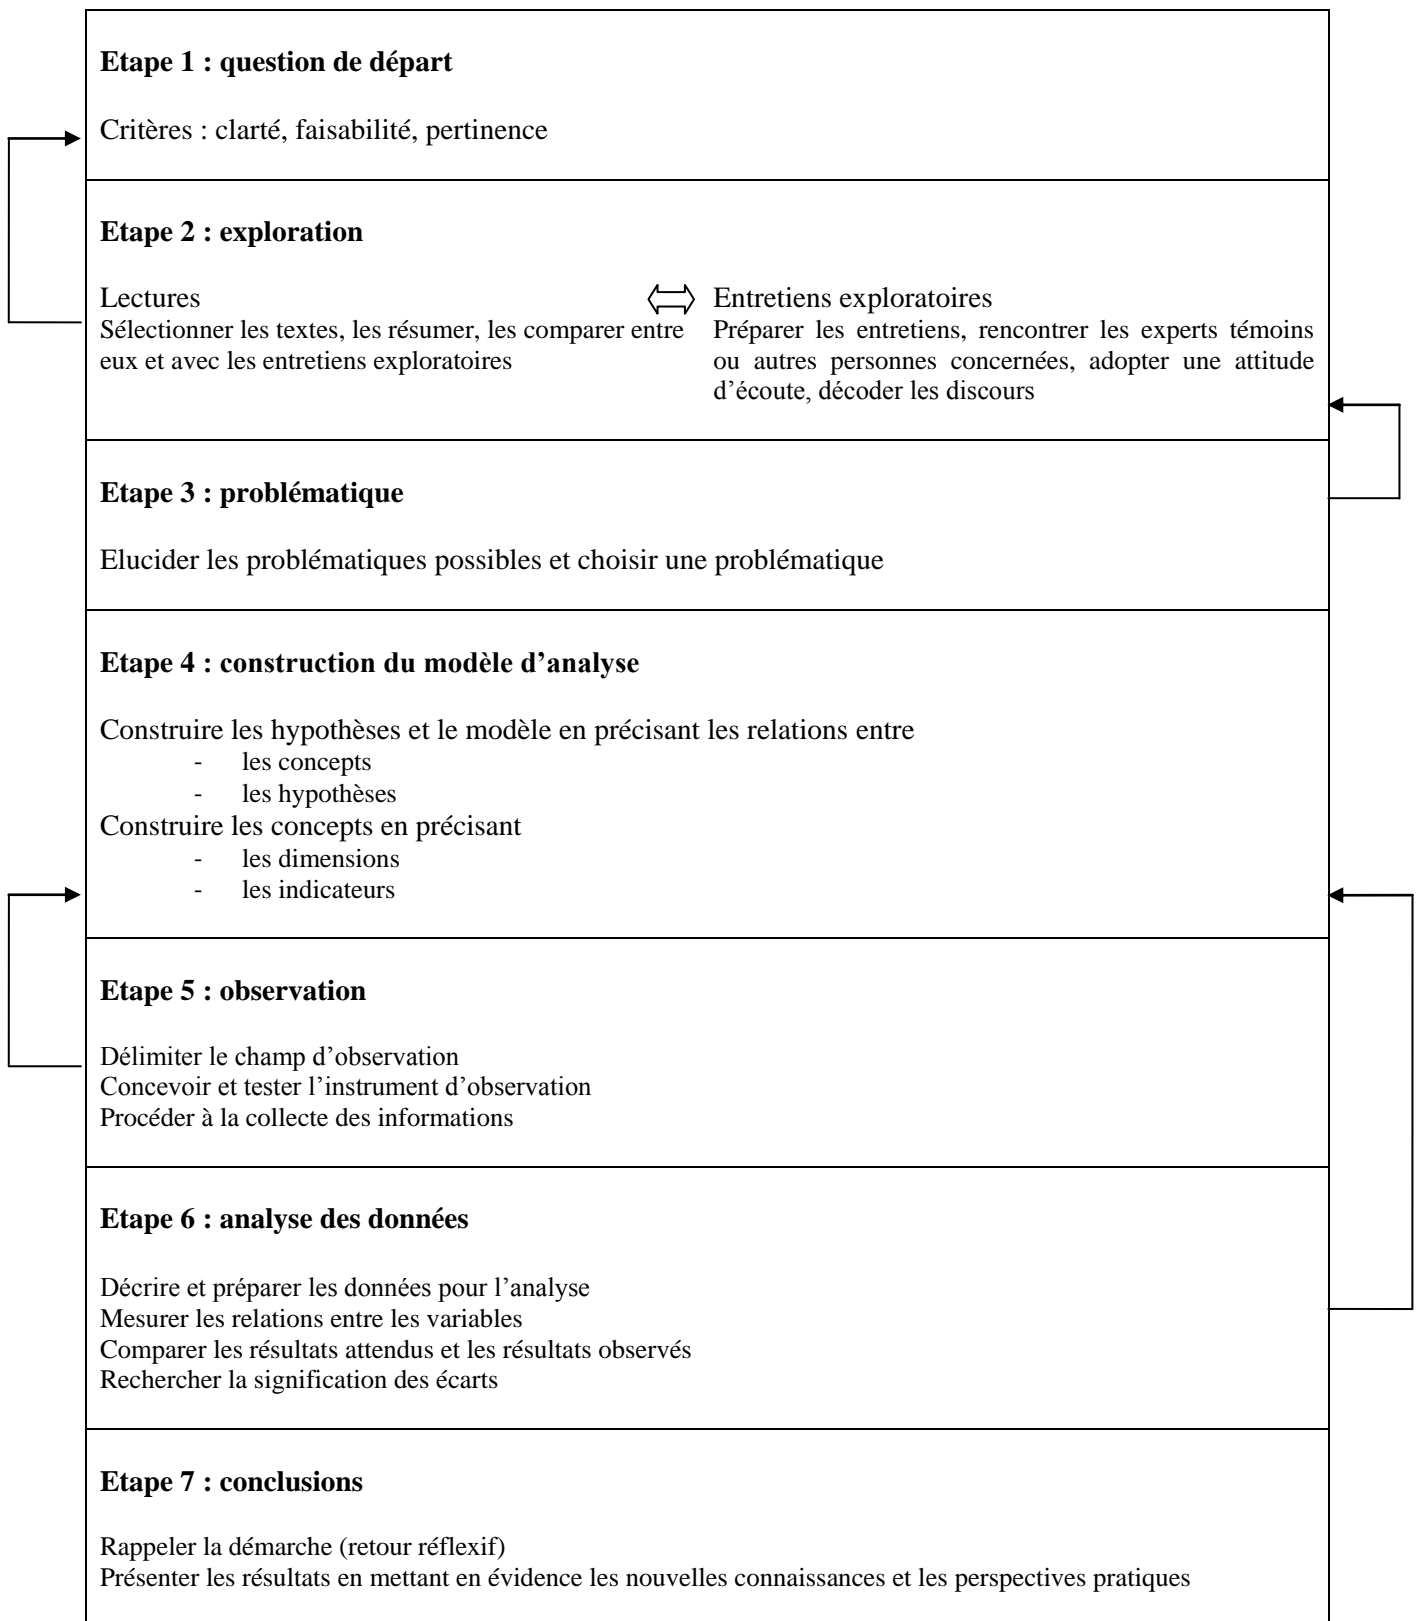 Etape 1 : question de départ
Critères : clarté, faisabilité, pertinence
Etape 2 : exploration
Lectures
Sélectionner les textes, les résumer, les comparer entre
eux et avec les entretiens exploratoires
Entretiens exploratoires
Préparer les entretiens, rencontrer les experts témoins
ou autres personnes concernées, adopter une attitude
d’écoute, décoder les discours
Etape 3 : problématique
Elucider les problématiques possibles et choisir une problématique
Etape 4 : construction du modèle d’analyse
Construire les hypothèses et le modèle en précisant les relations entre
- les concepts
- les hypothèses
Construire les concepts en précisant
- les dimensions
- les indicateurs
Etape 5 : observation
Délimiter le champ d’observation
Concevoir et tester l’instrument d’observation
Procéder à la collecte des informations
Etape 6 : analyse des données
Décrire et préparer les données pour l’analyse
Mesurer les relations entre les variables
Comparer les résultats attendus et les résultats observés
Rechercher la signification des écarts
Etape 7 : conclusions
Rappeler la démarche (retour réflexif)
Présenter les résultats en mettant en évidence les nouvelles connaissances et les perspectives pratiques